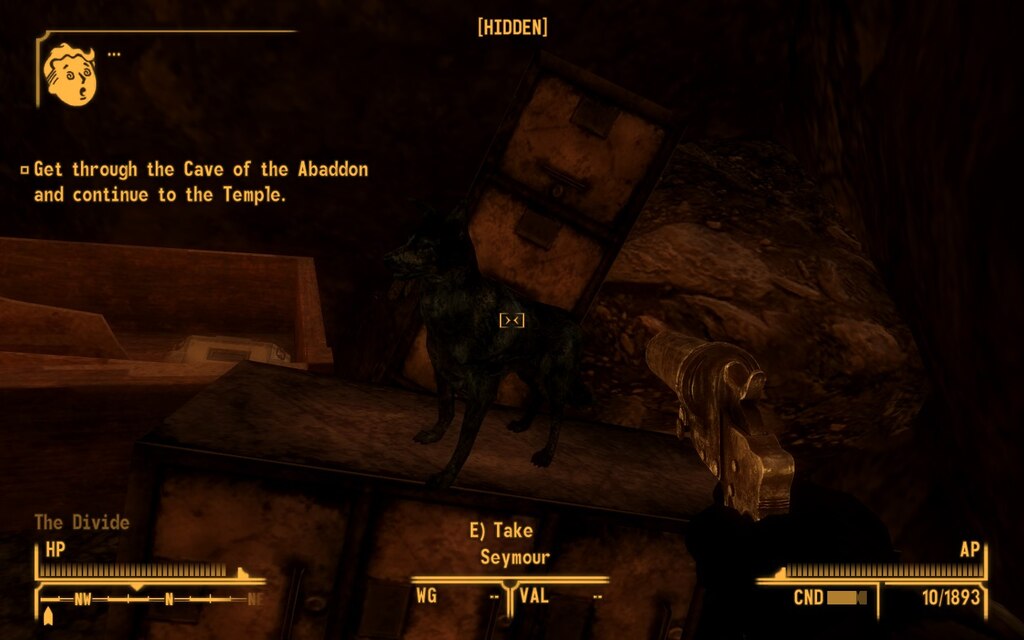 [HIDDEN]
...
Get through the Cave of the Abaddon
and continue to the Temple.
The Divide
HP
NW N NE
E) Take
Seymour
WG -- VAL --
AP
CND 10/1893